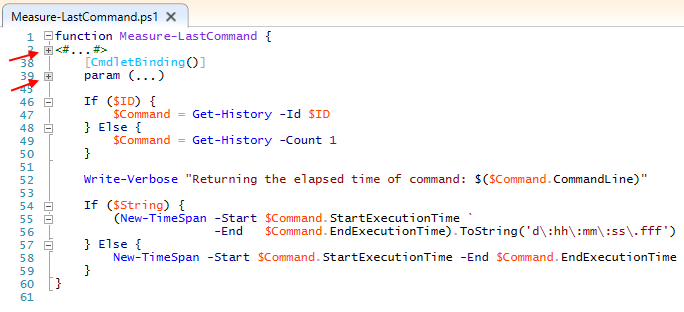 Measure-LastCommand.ps1 ✕
1 function Measure-LastCommand {
2 <#...#>
38 [CmdletBinding()]
39 param (...)
45
46 If ($ID) {
47 $Command = Get-History -Id $ID
48 } Else {
49 $Command = Get-History -Count 1
50 }
51
52 Write-Verbose "Returning the elapsed time of command: $($Command.CommandLine)"
53
54 If ($String) {
55 (New-TimeSpan -Start $Command.StartExecutionTime `
56 -End $Command.EndExecutionTime).ToString('d\:hh\:mm\:ss\.fff')
57 } Else {
58 New-TimeSpan -Start $Command.StartExecutionTime -End $Command.EndExecutionTime
59 }
60 }
61